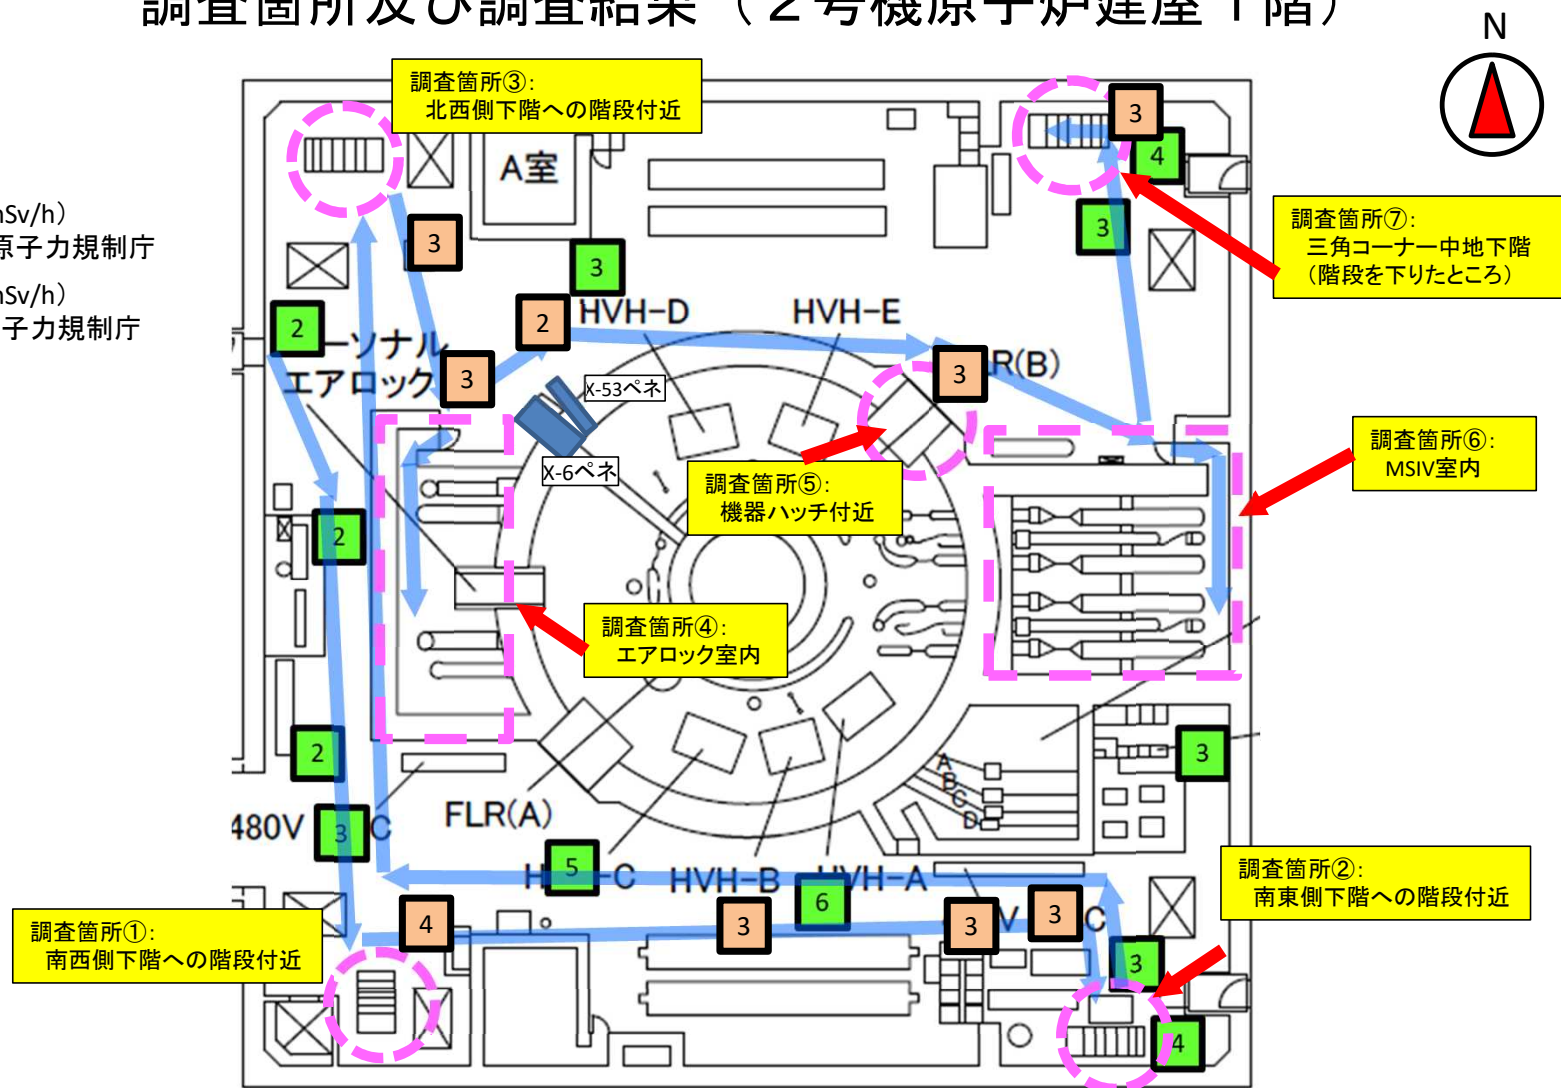 調査箇所及び調査結果（２号機原子炉建屋１階）
N
調査箇所③:
北西側下階への階段付近
3
4
A室
mSv/h）
原子力規制庁
mSv/h）
子力規制庁
3
3
3
調査箇所⑦:
三角コーナー中地下階
（階段を下りたところ）
2
2
HVH-D
HVH-E
ーソナル
エアロック
3
X-53ペネ
3
R(B)
X-6ペネ
調査箇所⑤:
機器ハッチ付近
調査箇所⑥:
MSIV室内
2
調査箇所④:
エアロック室内
2
3
A
B
C
D
480V
3
C
FLR(A)
5
-C
HVH-B
HVH-A
6
調査箇所②:
南東側下階への階段付近
4
3
3
V
3
C
調査箇所①:
南西側下階への階段付近
3
4